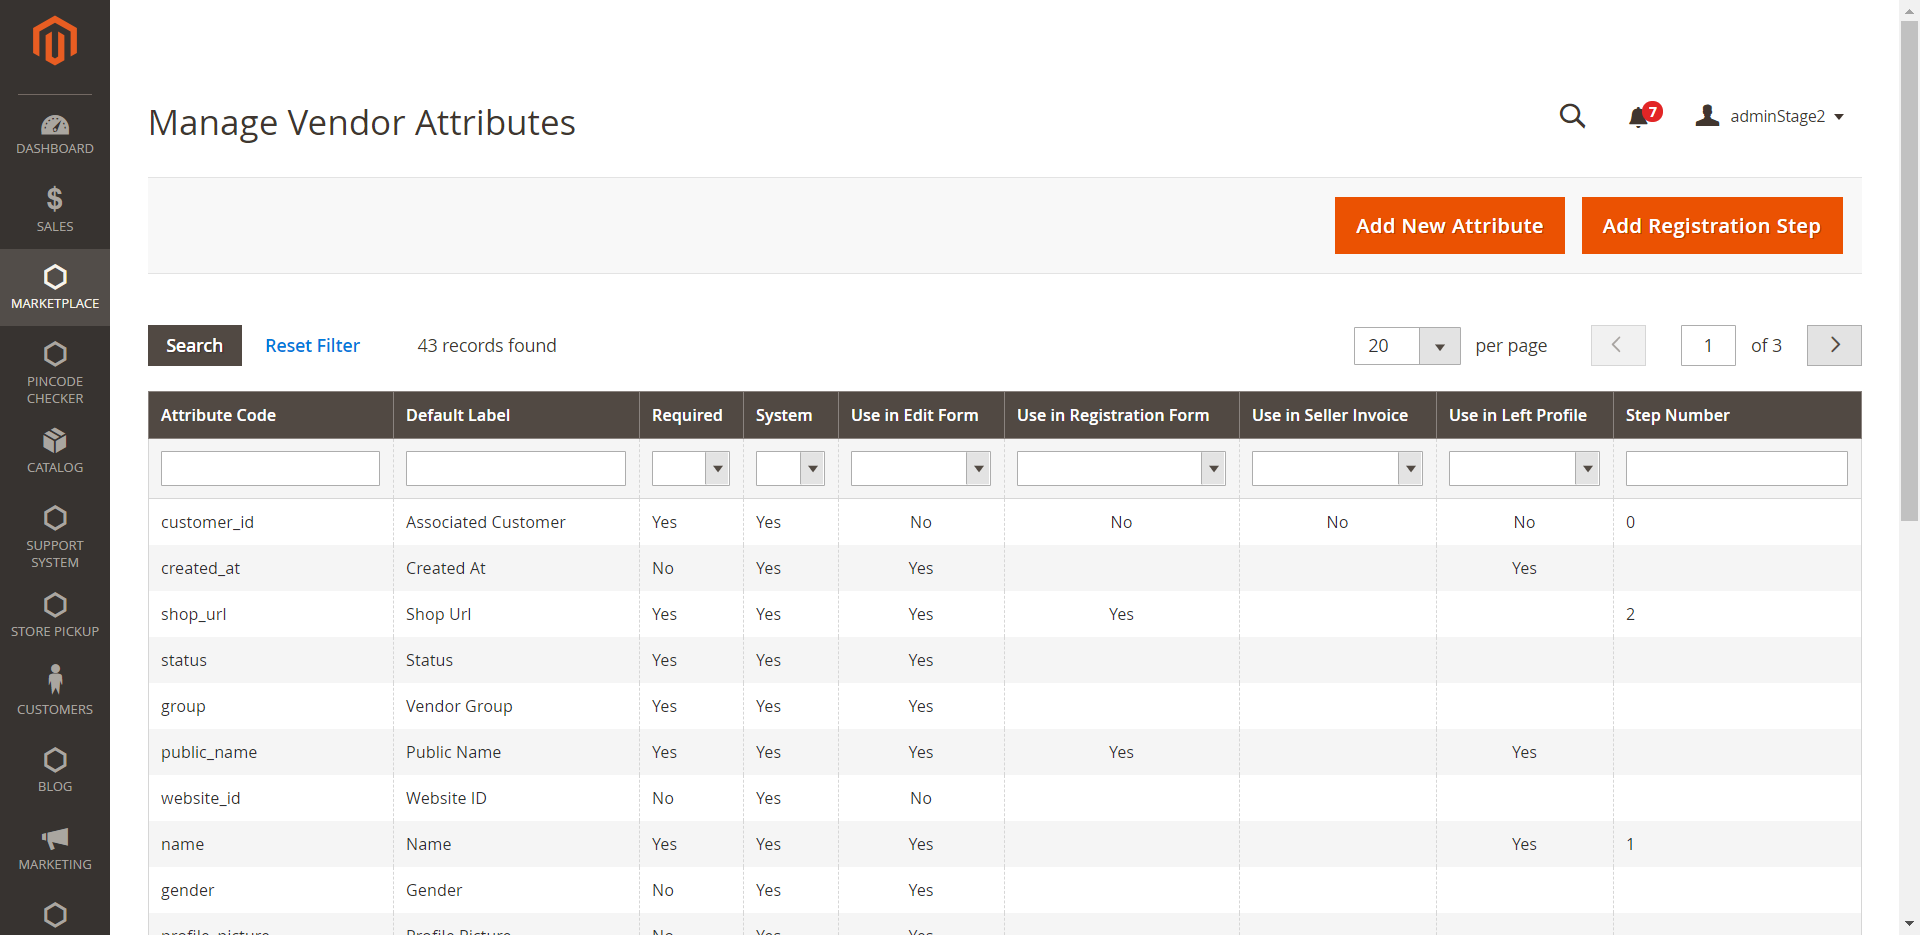 DASHBOARD
SALES
MARKETPLACE
PINCODE
CHECKER
CATALOG
SUPPORT
SYSTEM
STORE PICKUP
CUSTOMERS
BLOG
MARKETING
Manage Vendor Attributes
7
adminStage2
Add New Attribute Add Registration Step
Search Reset Filter 43 records found 20 per page 1 of 3
Attribute Code Default Label Required System Use in Edit Form Use in Registration Form Use in Seller Invoice Use in Left Profile Step Number
customer_id Associated Customer Yes Yes No No No No 0
created_at Created At No Yes Yes Yes
shop_url Shop Url Yes Yes Yes Yes 2
status Status Yes Yes Yes
group Vendor Group Yes Yes Yes
public_name Public Name Yes Yes Yes Yes Yes
website_id Website ID No Yes No
name Name Yes Yes Yes Yes 1
gender Gender No Yes Yes
profile_picture Profile Picture No Yes Yes